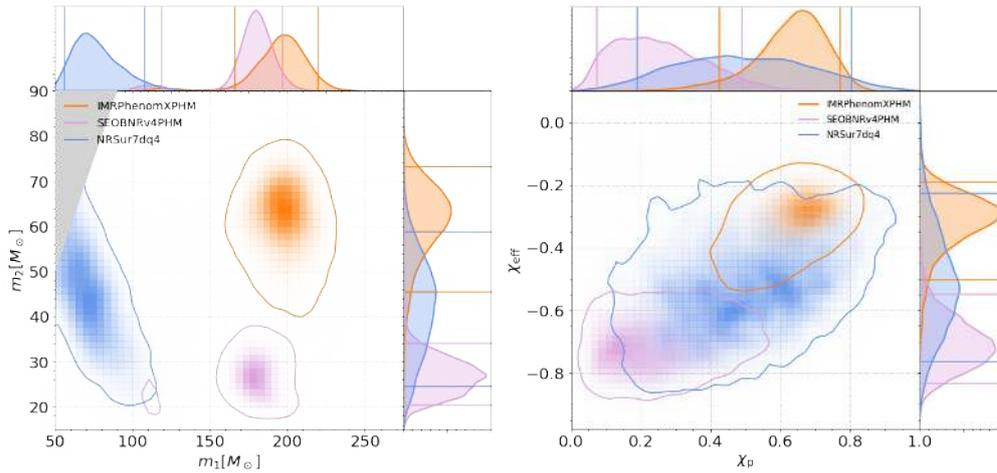 90
80
70
60
50
40
30
20
50
100
150
200
250
m₂[M⊙]
m₁[M⊙]
IMRPhenomXPHM
SEOBNRv4PHM
NRSur7dq4
0.0
−0.2
−0.4
−0.6
−0.8
0.0
0.2
0.4
0.6
0.8
1.0
χeff
χp
IMRPhenomXPHM
SEOBNRv4PHM
NRSur7dq4